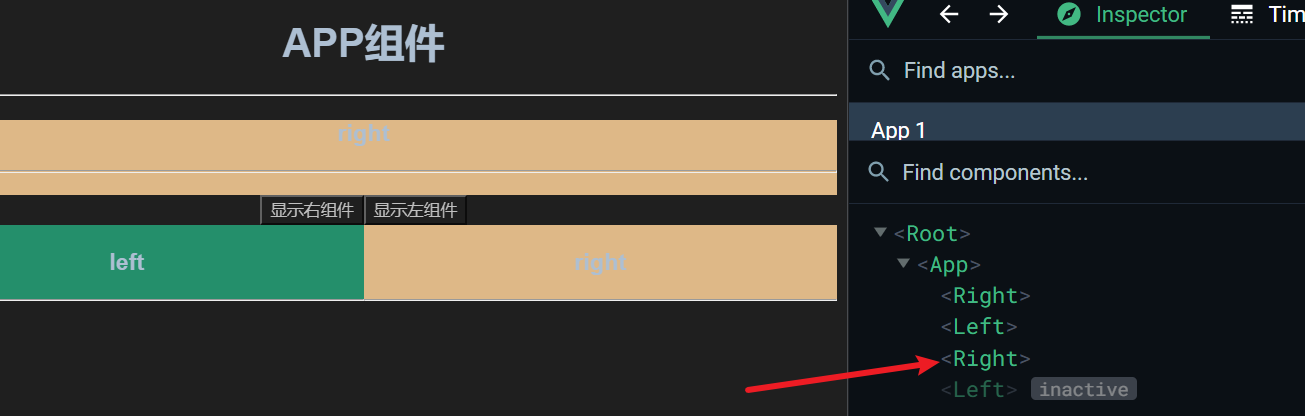 APP组件
right
显示右组件 显示左组件
left right
Inspector Tim
Find apps...
App 1
Find components...
<Root>
<App>
<Right>
<Left>
<Right>
<Left> inactive